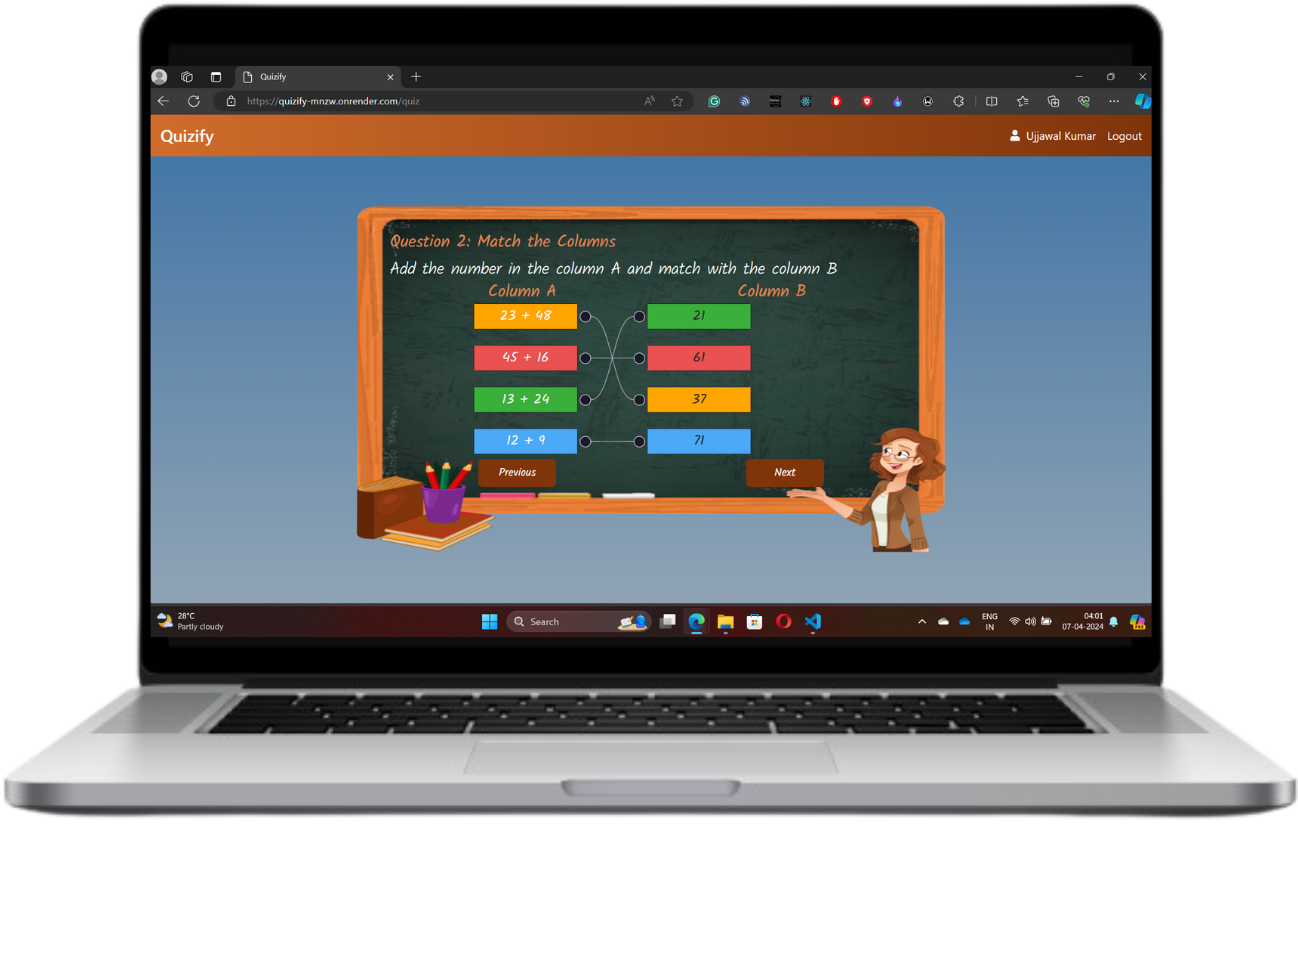 Quizify
https://quizify-mnzw.onrender.com/quiz
Quizify
Ujjawal Kumar Logout
Question 2: Match the Columns
Add the number in the column A and match with the column B
Column A Column B
23 + 48 21
45 + 16 61
13 + 24 37
12 + 9 71
Previous Next
28°C
Partly cloudy
Search
ENG
IN
04:01
07-04-2024